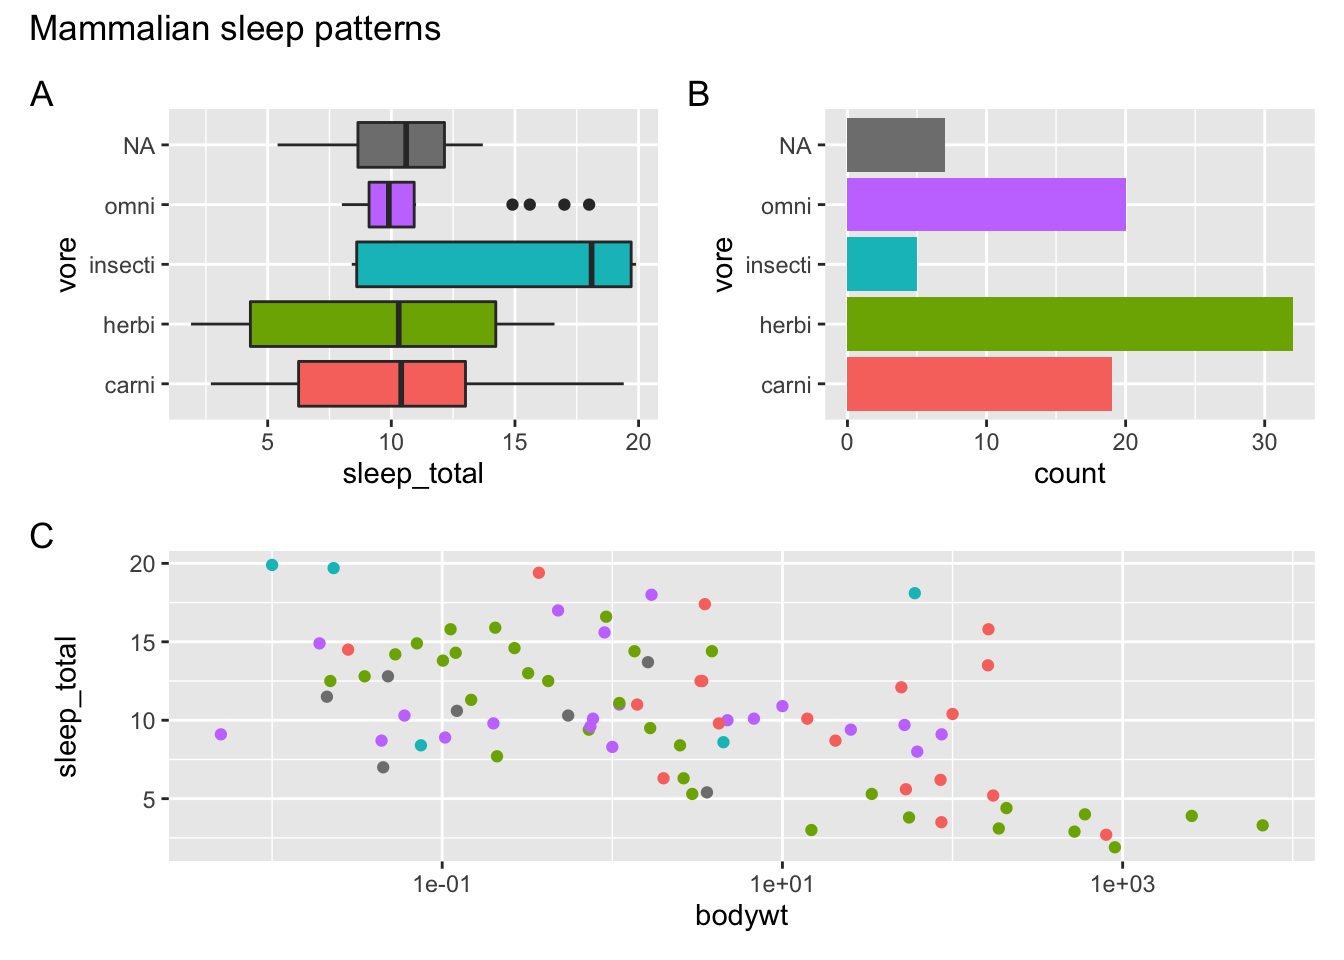 Mammalian sleep patterns
A
vore
NA
omni
insecti
herbi
carni
5 10 15 20
sleep_total
B
vore
NA
omni
insecti
herbi
carni
0 10 20 30
count
C
sleep_total
20
15
10
5
1e-01 1e+01 1e+03
bodywt